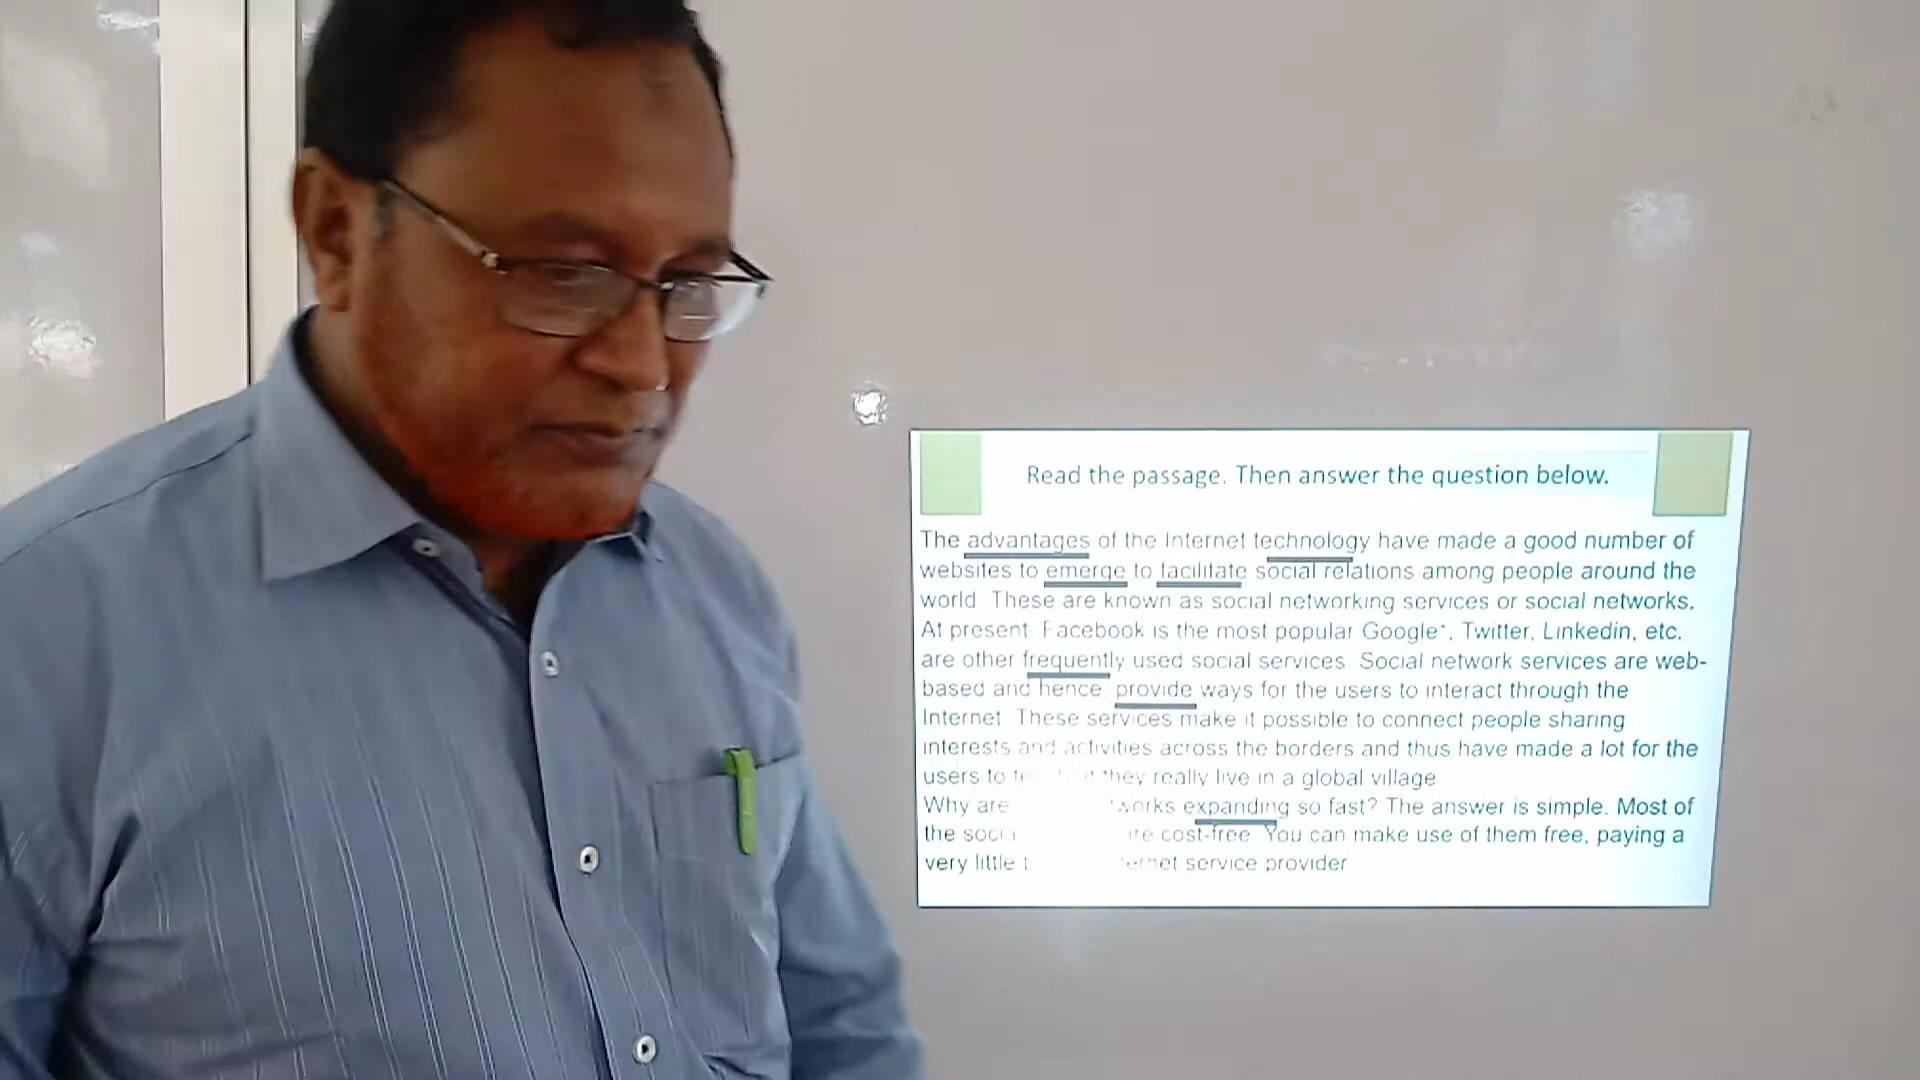 Read the passage. Then answer the question below.
The advantages of the Internet technology have made a good number of
websites to emerge to facilitate social relations among people around the
world These are known as social networking services or social networks.
At present Facebook is the most popular Google+, Twitter, Linkedin, etc.
are other frequently used social services Social network services are web-
based and hence, provide ways for the users to interact through the
Internet These services make it possible to connect people sharing
interests and activities across the borders and thus have made a lot for the
users to they really live in a global village
Why are expanding so fast? The answer is simple. Most of
the cost-free You can make use of them free, paying a
very little service provider